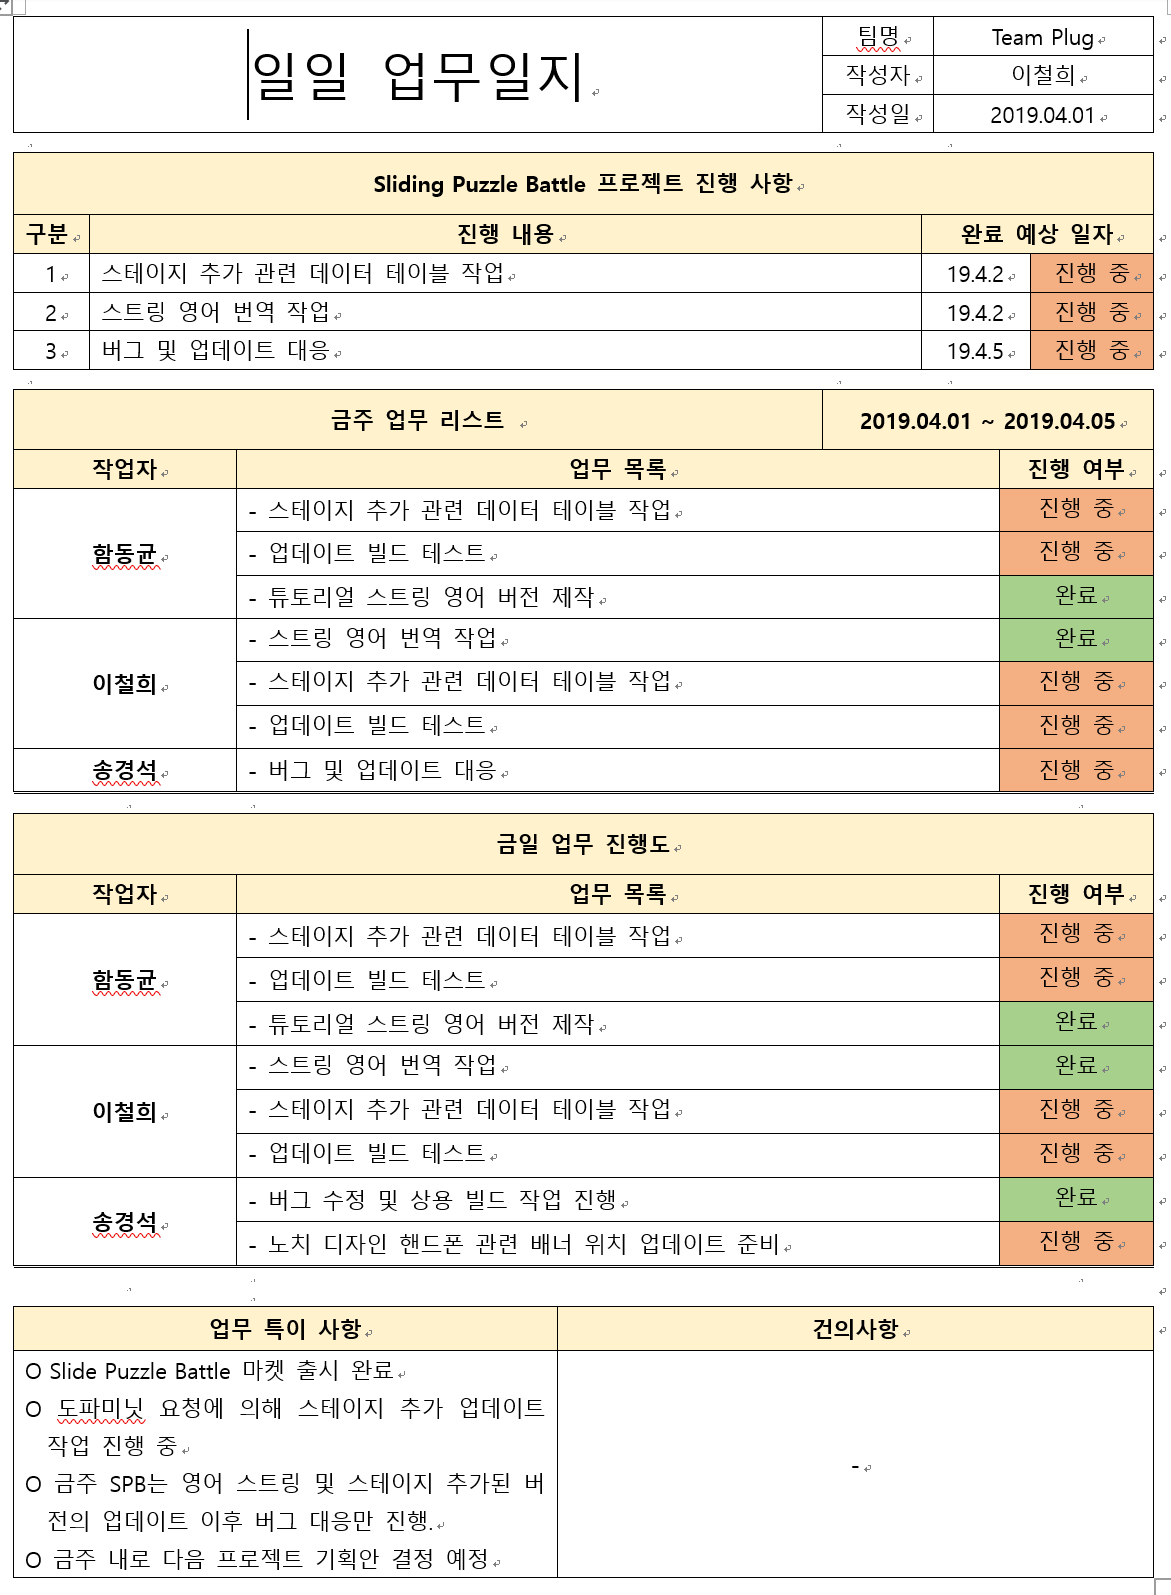 일일 업무일지
팀명 Team Plug
작성자 이철희
작성일 2019.04.01
Sliding Puzzle Battle 프로젝트 진행 사항
구분 진행 내용 완료 예상 일자
1 스테이지 추가 관련 데이터 테이블 작업 19.4.2 진행 중
2 스트링 영어 번역 작업 19.4.2 진행 중
3 버그 및 업데이트 대응 19.4.5 진행 중
금주 업무 리스트 2019.04.01 ~ 2019.04.05
작업자 업무 목록 진행 여부
함동균
- 스테이지 추가 관련 데이터 테이블 작업 진행 중
- 업데이트 빌드 테스트 진행 중
- 튜토리얼 스트링 영어 버전 제작 완료
이철희
- 스트링 영어 번역 작업 완료
- 스테이지 추가 관련 데이터 테이블 작업 진행 중
- 업데이트 빌드 테스트 진행 중
송경석 - 버그 및 업데이트 대응 진행 중
금일 업무 진행도
작업자 업무 목록 진행 여부
함동균
- 스테이지 추가 관련 데이터 테이블 작업 진행 중
- 업데이트 빌드 테스트 진행 중
- 튜토리얼 스트링 영어 버전 제작 완료
이철희
- 스트링 영어 번역 작업 완료
- 스테이지 추가 관련 데이터 테이블 작업 진행 중
- 업데이트 빌드 테스트 진행 중
송경석
- 버그 수정 및 상용 빌드 작업 진행 완료
- 노치 디자인 핸드폰 관련 배너 위치 업데이트 준비 진행 중
업무 특이 사항 건의사항
O Slide Puzzle Battle 마켓 출시 완료
O 도파미닛 요청에 의해 스테이지 추가 업데이트
작업 진행 중
O 금주 SPB는 영어 스트링 및 스테이지 추가된 버
전의 업데이트 이후 버그 대응만 진행.
O 금주 내로 다음 프로젝트 기획안 결정 예정
-